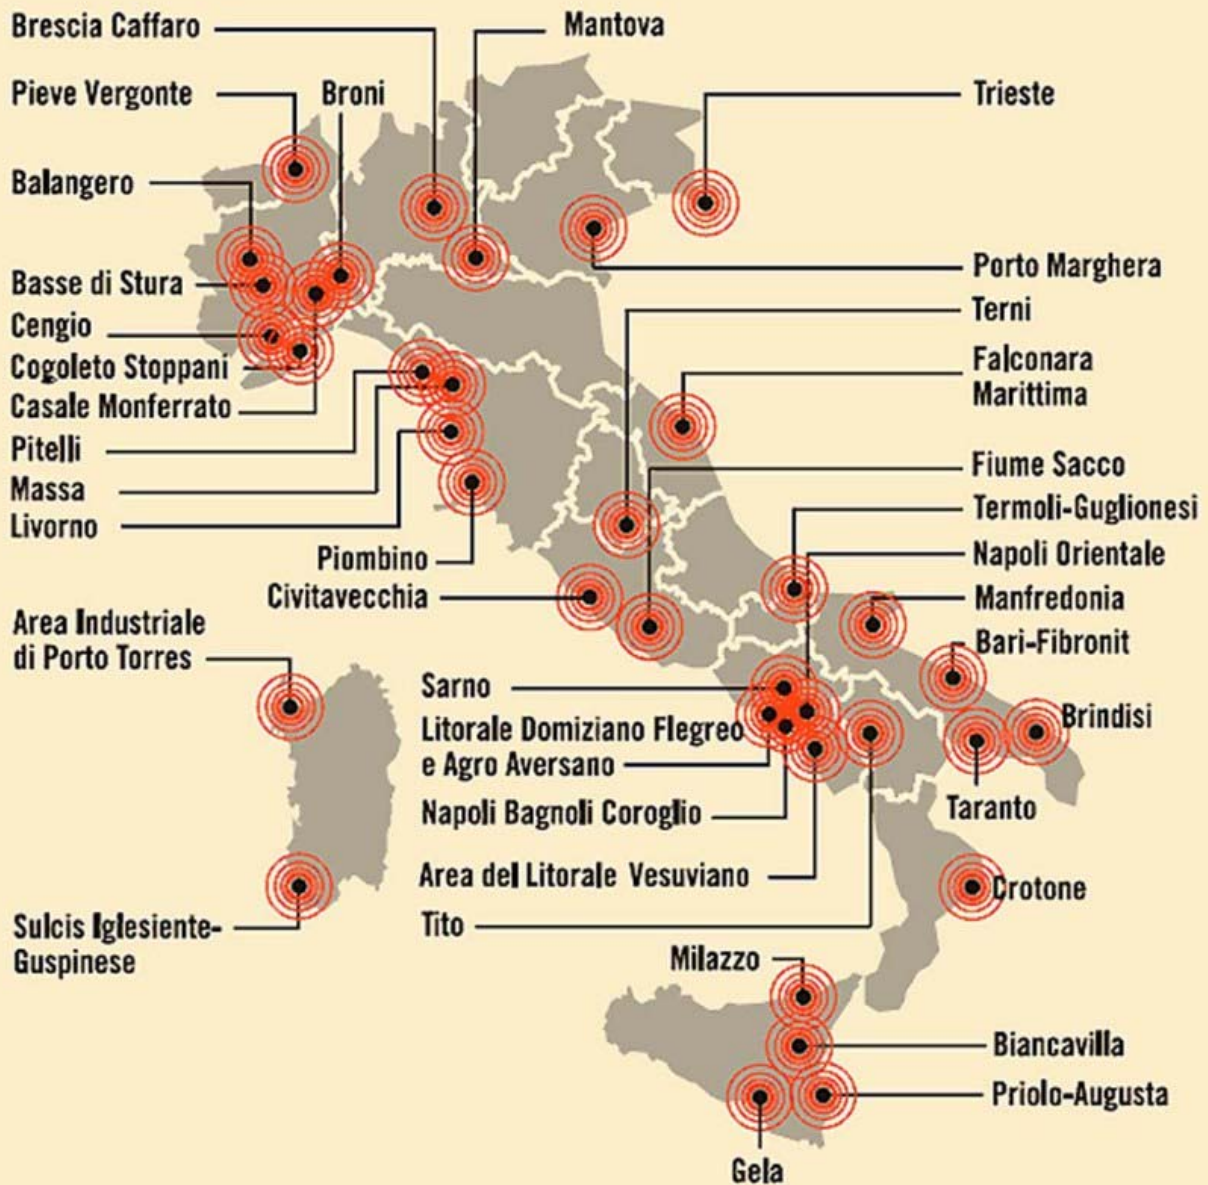 Brescia Caffaro
Mantova
Pieve Vergonte
Broni
Trieste
Balangero
Porto Marghera
Basse di Stura
Terni
Cengio
Falconara
Marittima
Cogoleto Stoppani
Casale Monferrato
Pitelli
Fiume Sacco
Massa
Termoli-Guglionesi
Livorno
Napoli Orientale
Piombino
Civitavecchia
Manfredonia
Area Industriale
di Porto Torres
Bari-Fibronit
Sarno
Brindisi
Litorale Domiziano Flegreo
e Agro Aversano
Taranto
Napoli Bagnoli Coroglio
Area del Litorale Vesuviano
Crotone
Tito
Sulcis Iglesiente-
Guspinese
Milazzo
Biancavilla
Priolo-Augusta
Gela